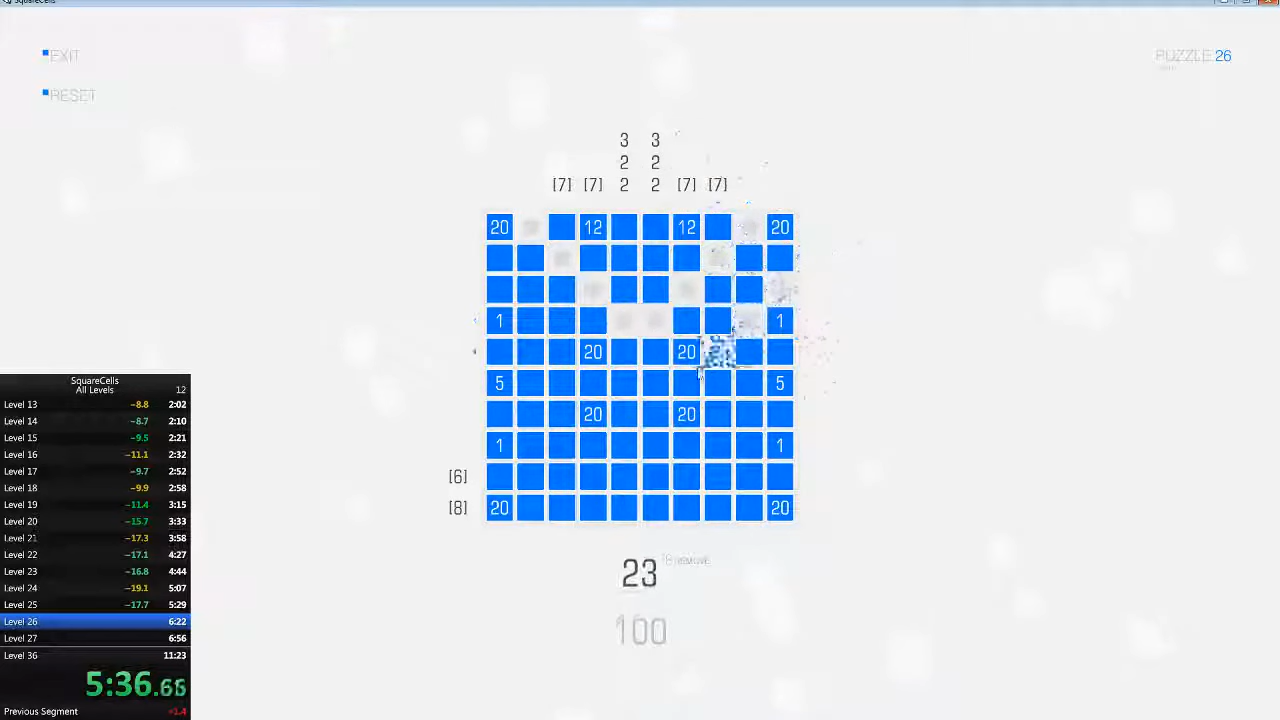 SquareCells
EXIT
PUZZLE 26
RESET
3 3
2 2
[7] [7] 2 2 [7] [7]
20 12 12 20
1 1
20 20
5 5
20 20
1 1
[6]
[8] 20 20
23 TO REMOVE
100
SquareCells
All Levels 12
Level 13 -8.8 2:02
Level 14 -8.7 2:10
Level 15 -9.5 2:21
Level 16 -11.1 2:32
Level 17 -9.7 2:52
Level 18 -9.9 2:58
Level 19 -11.4 3:15
Level 20 -15.7 3:33
Level 21 -17.3 3:58
Level 22 -17.1 4:27
Level 23 -16.8 4:44
Level 24 -19.1 5:07
Level 25 -17.7 5:29
Level 26 6:22
Level 27 6:56
Level 36 11:23
5:36.66
Previous Segment +1.4